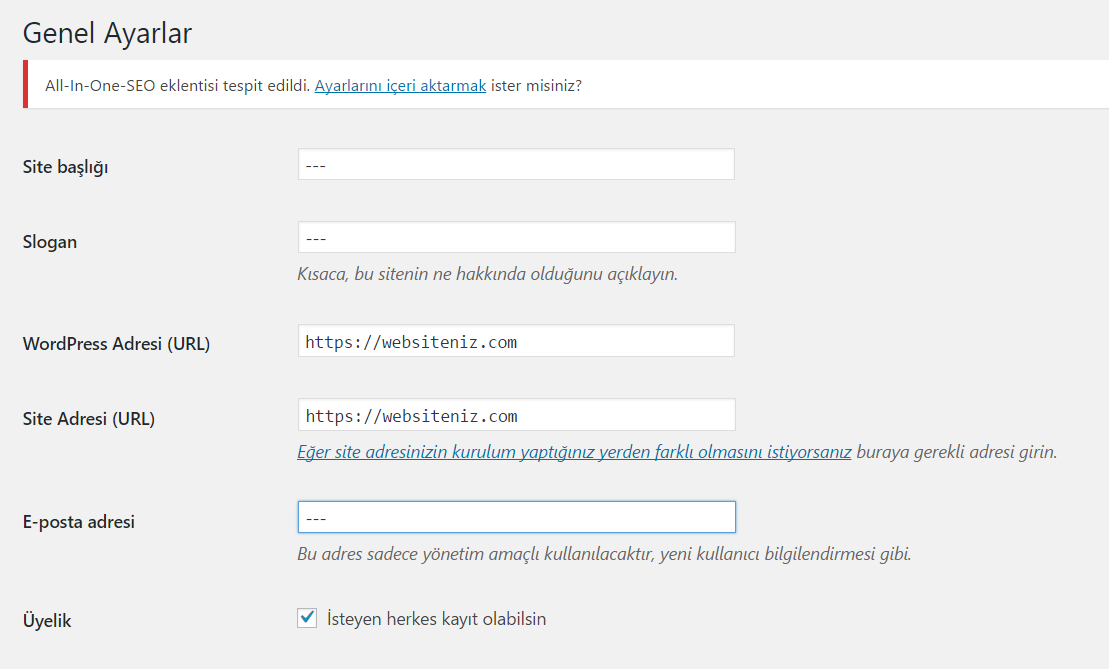 Genel Ayarlar
All-In-One-SEO eklentisi tespit edildi. Ayarlarını içeri aktarmak ister misiniz?
Site başlığı
---
Slogan
---
Kısaca, bu sitenin ne hakkında olduğunu açıklayın.
WordPress Adresi (URL)
https://websiteniz.com
Site Adresi (URL)
https://websiteniz.com
Eğer site adresinizin kurulum yaptığınız yerden farklı olmasını istiyorsanız buraya gerekli adresi girin.
E-posta adresi
---
Bu adres sadece yönetim amaçlı kullanılacaktır, yeni kullanıcı bilgilendirmesi gibi.
Üyelik
İsteyen herkes kayıt olabilsin